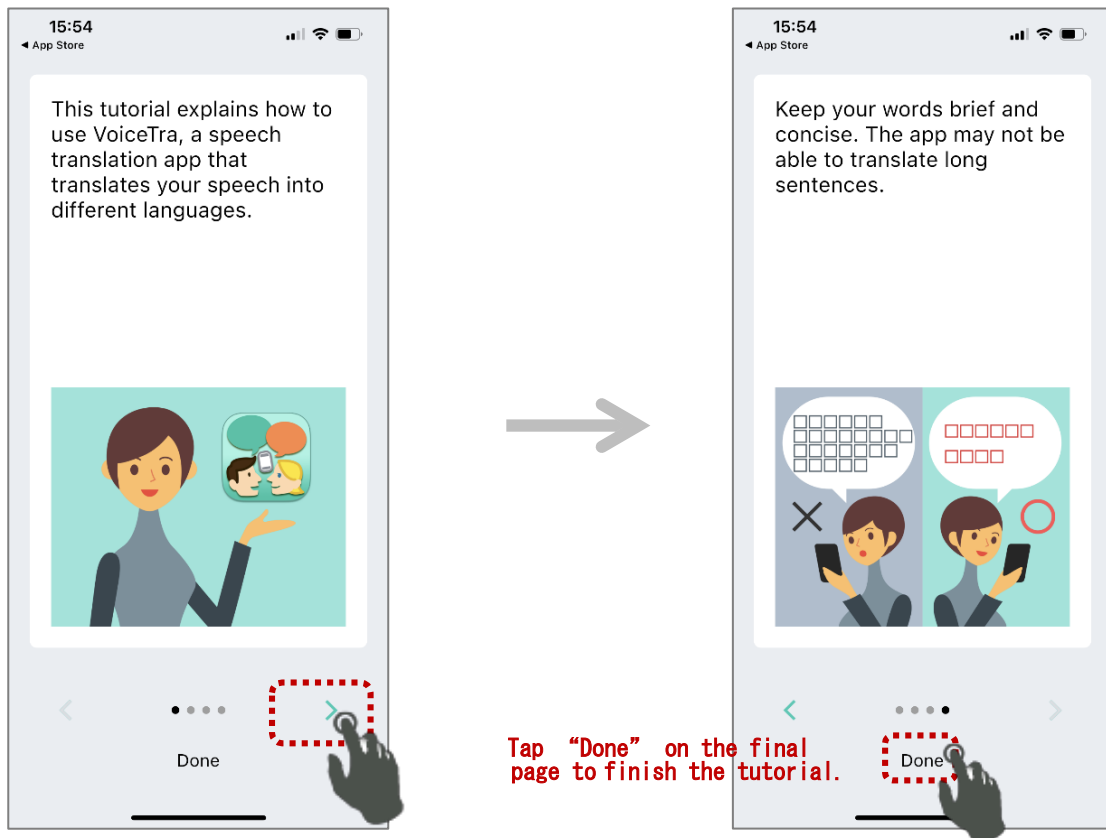 15:54
◀ App Store
This tutorial explains how to
use VoiceTra, a speech
translation app that
translates your speech into
different languages.
Done
15:54
◀ App Store
Keep your words brief and
concise. The app may not be
able to translate long
sentences.
Done
Tap “Done” on the final
page to finish the tutorial.